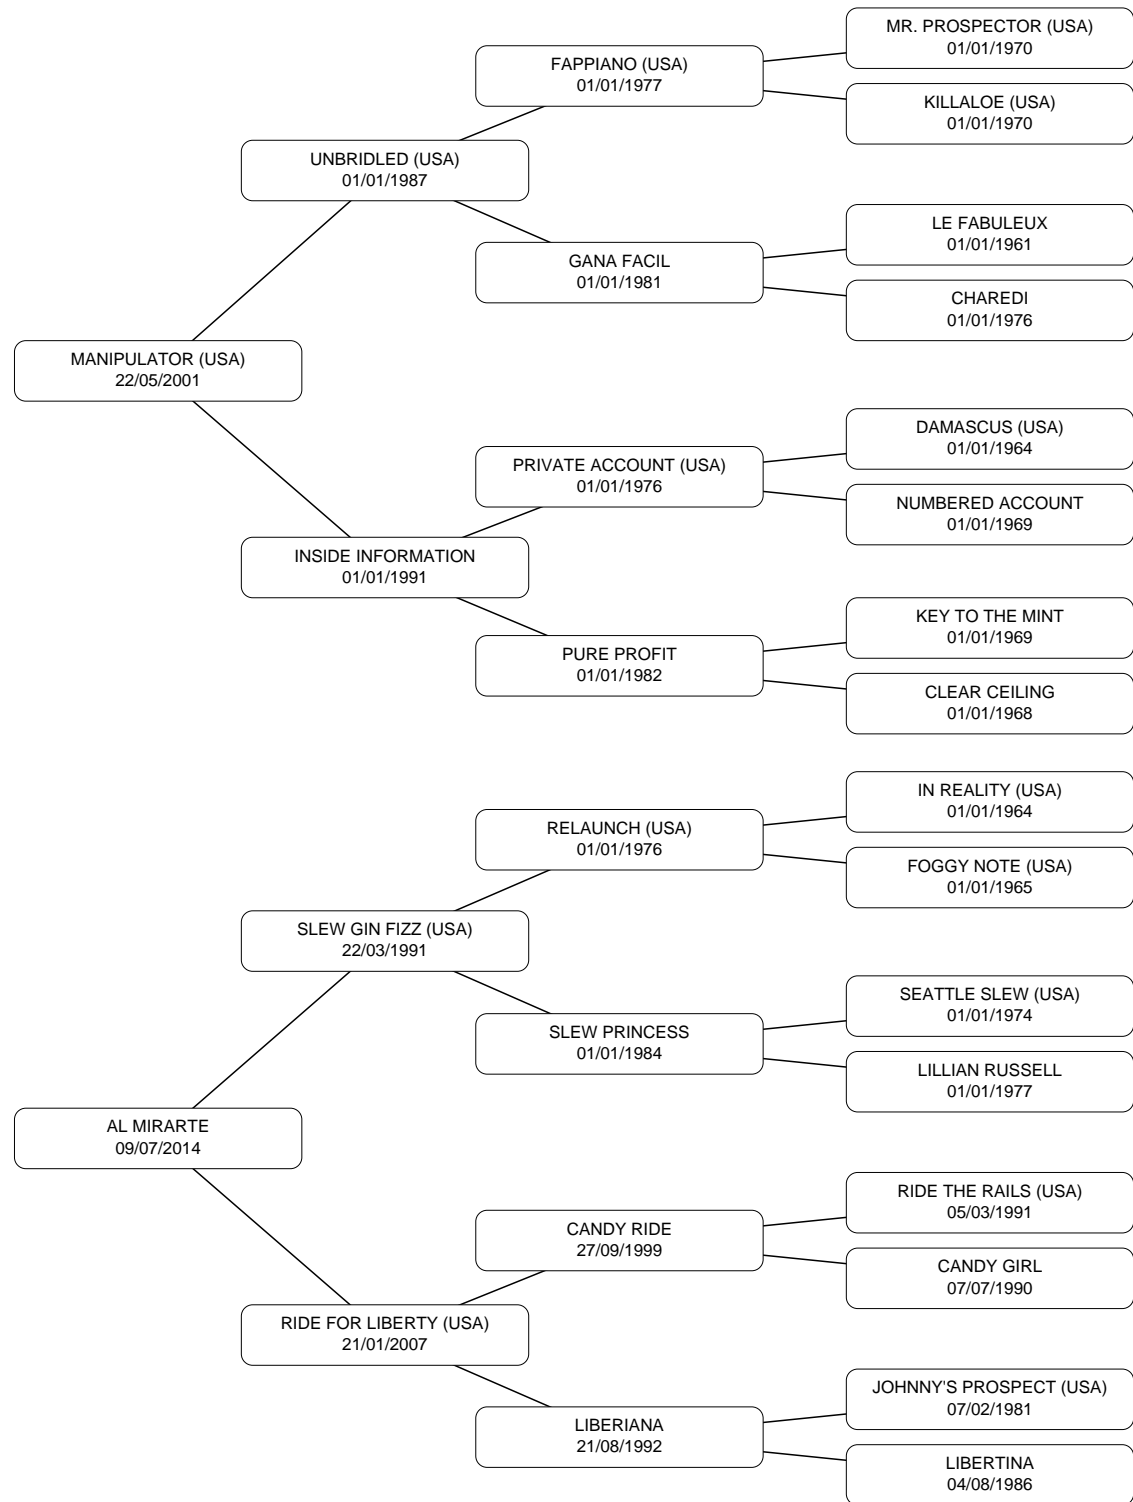 MR. PROSPECTOR (USA)
01/01/1970
FAPPIANO (USA)
01/01/1977
KILLALOE (USA)
01/01/1970
UNBRIDLED (USA)
01/01/1987
LE FABULEUX
01/01/1961
GANA FACIL
01/01/1981
CHAREDI
01/01/1976
MANIPULATOR (USA)
22/05/2001
DAMASCUS (USA)
01/01/1964
PRIVATE ACCOUNT (USA)
01/01/1976
NUMBERED ACCOUNT
01/01/1969
INSIDE INFORMATION
01/01/1991
KEY TO THE MINT
01/01/1969
PURE PROFIT
01/01/1982
CLEAR CEILING
01/01/1968
IN REALITY (USA)
01/01/1964
RELAUNCH (USA)
01/01/1976
FOGGY NOTE (USA)
01/01/1965
SLEW GIN FIZZ (USA)
22/03/1991
SEATTLE SLEW (USA)
01/01/1974
SLEW PRINCESS
01/01/1984
LILLIAN RUSSELL
01/01/1977
AL MIRARTE
09/07/2014
RIDE THE RAILS (USA)
05/03/1991
CANDY RIDE
27/09/1999
CANDY GIRL
07/07/1990
RIDE FOR LIBERTY (USA)
21/01/2007
JOHNNY'S PROSPECT (USA)
07/02/1981
LIBERIANA
21/08/1992
LIBERTINA
04/08/1986